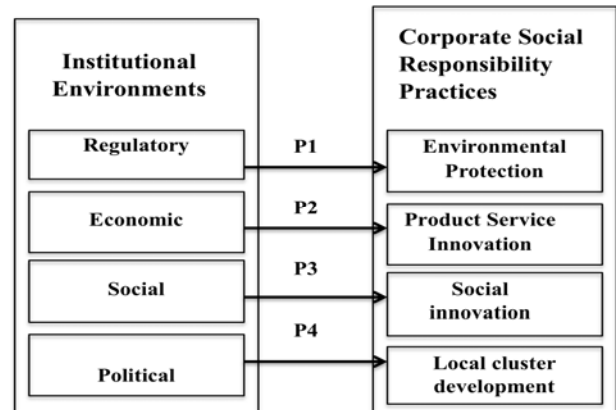 Institutional
Environments
Regulatory
Economic
Social
Political
P1
P2
P3
P4
Corporate Social
Responsibility
Practices
Environmental
Protection
Product Service
Innovation
Social
innovation
Local cluster
development